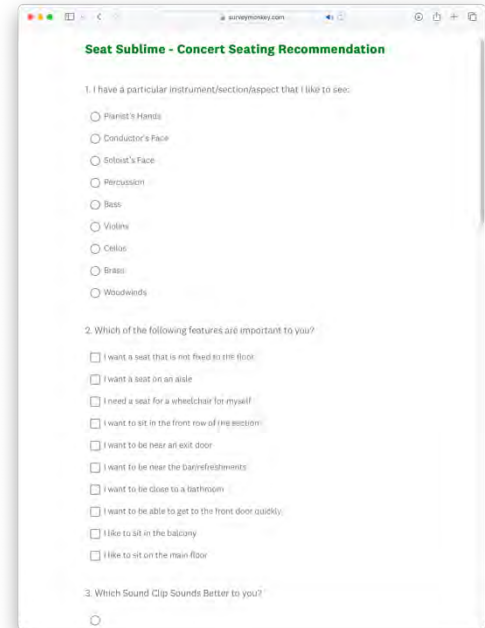 surveymonkey.com
Seat Sublime - Concert Seating Recommendation
1. I have a particular instrument/section/aspect that I like to see:
Pianist's Hands
Conductor's Face
Soloist's Face
Percussion
Bass
Violins
Cellos
Brass
Woodwinds
2. Which of the following features are important to you?
I want a seat that is not fixed to the floor
I want a seat on an aisle
I need a seat for a wheelchair for myself
I want to sit in the front row of the section
I want to be near an exit door
I want to be near the bar/refreshments
I want to be close to a bathroom
I want to be able to get to the front door quickly
I like to sit in the balcony
I like to sit on the main floor
3. Which Sound Clip Sounds Better to you?